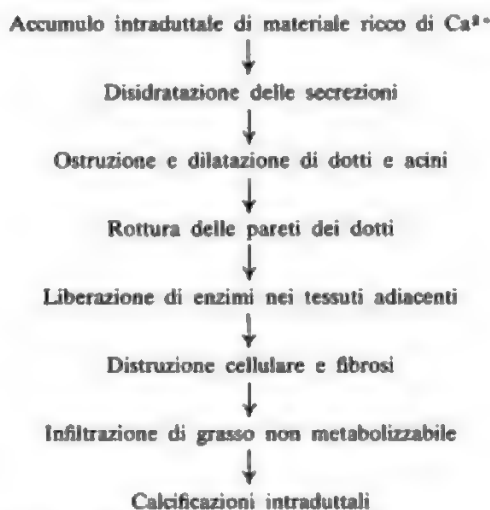 Accumulo intraduttale di materiale ricco di Ca²⁺
Disidratazione delle secrezioni
Ostruzione e dilatazione di dotti e acini
Rottura delle pareti dei dotti
Liberazione di enzimi nei tessuti adiacenti
Distruzione cellulare e fibrosi
Infiltrazione di grasso non metabolizzabile
Calcificazioni intraduttali